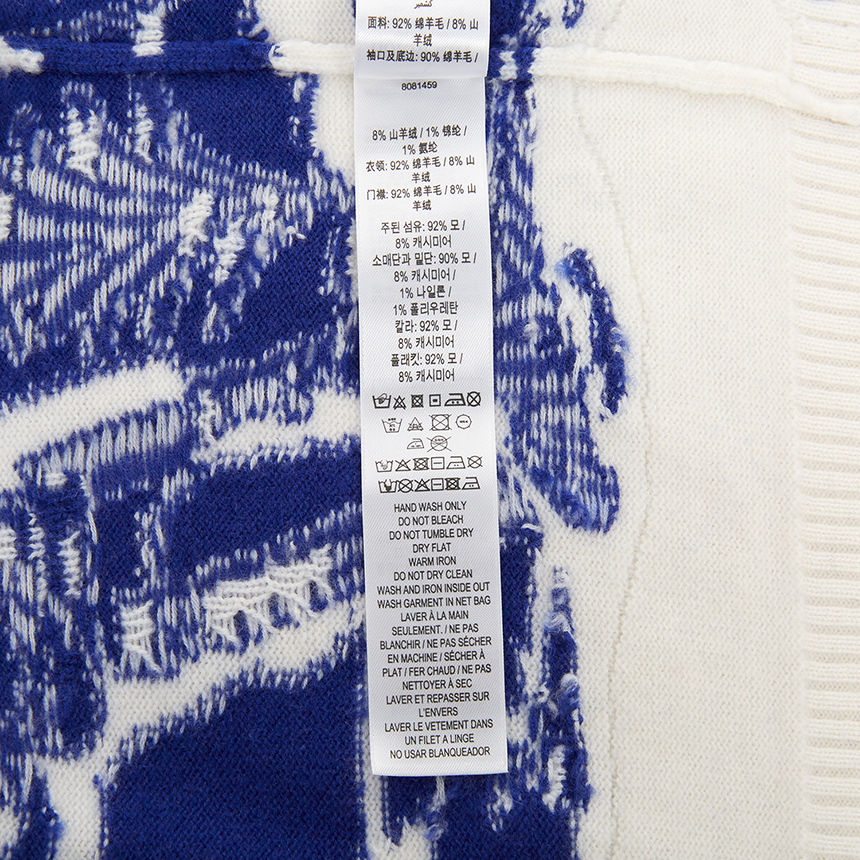 كشمير
面料: 92% 绵羊毛 / 8% 山
羊绒
袖口及底边: 90% 绵羊毛 /
8081459
8% 山羊绒 / 1% 锦纶 /
1% 氨纶
衣领: 92% 绵羊毛 / 8% 山
羊绒
门襟: 92% 绵羊毛 / 8% 山
羊绒
주된 섬유: 92% 모 /
8% 캐시미어
소매단과 밑단: 90% 모 /
8% 캐시미어 /
1% 나일론 /
1% 폴리우레탄
칼라: 92% 모 /
8% 캐시미어
플래킷: 92% 모 /
8% 캐시미어
HAND WASH ONLY
DO NOT BLEACH
DO NOT TUMBLE DRY
DRY FLAT
WARM IRON
DO NOT DRY CLEAN
WASH AND IRON INSIDE OUT
WASH GARMENT IN NET BAG
LAVER À LA MAIN
SEULEMENT. / NE PAS
BLANCHIR / NE PAS SÉCHER
EN MACHINE / SÉCHER À
PLAT / FER CHAUD / NE PAS
NETTOYER À SEC
LAVER ET REPASSER SUR
L'ENVERS
LAVER LE VETEMENT DANS
UN FILET A LINGE
NO USAR BLANQUEADOR